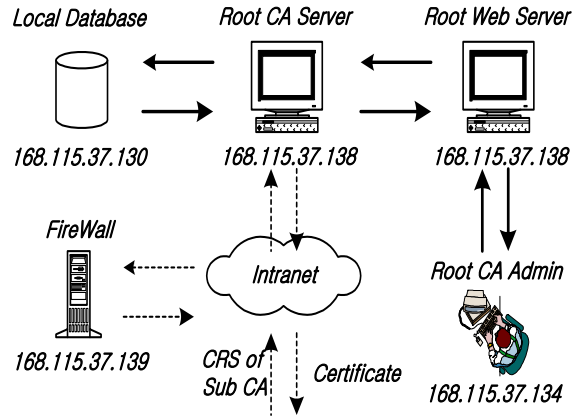 Local Database
Root CA Server
Root Web Server
168.115.37.130
168.115.37.138
168.115.37.138
FireWall
Intranet
Root CA Admin
168.115.37.139
CRS of
Sub CA
Certificate
168.115.37.134